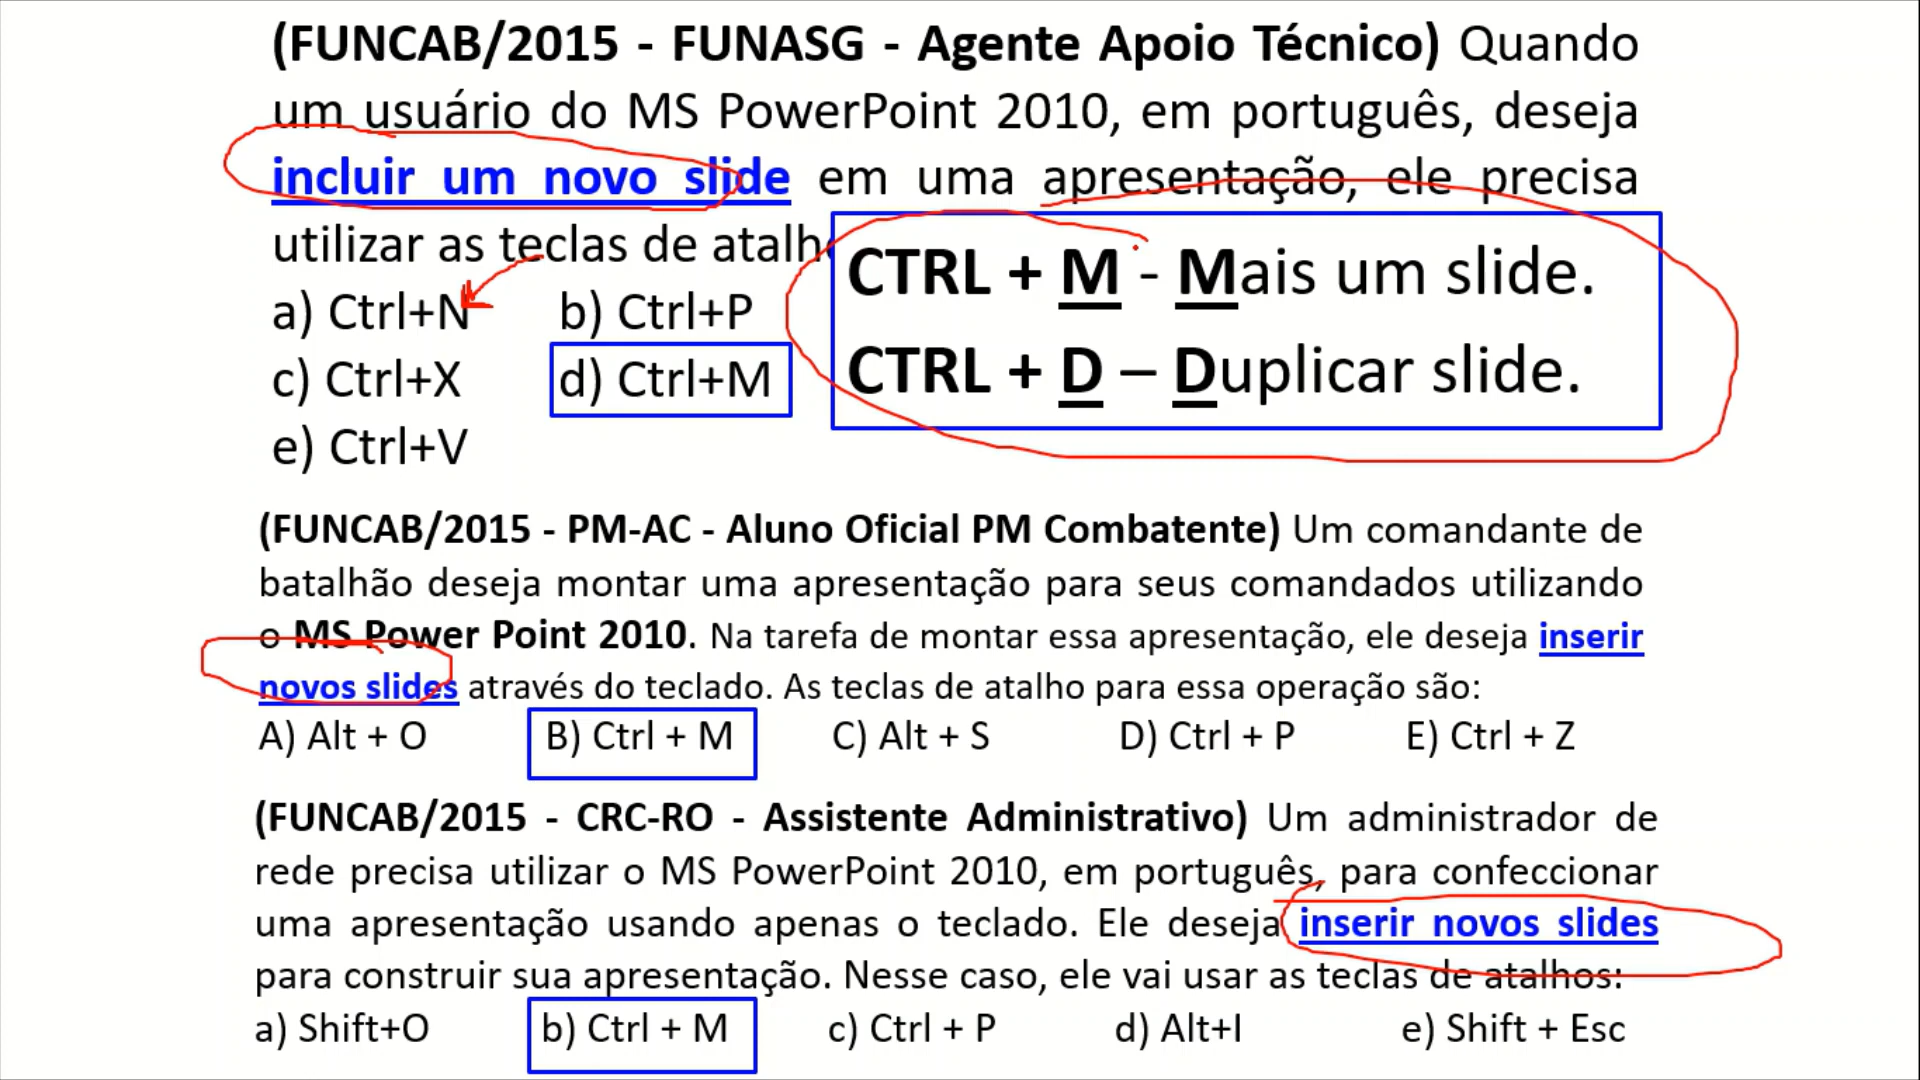 (FUNCAB/2015 - FUNASG - Agente Apoio Técnico) Quando
um usuário do MS PowerPoint 2010, em português, deseja
incluir um novo slide em uma apresentação, ele precisa
utilizar as teclas de atalh
CTRL + M - Mais um slide.
a) Ctrl+N b) Ctrl+P
CTRL + D – Duplicar slide.
c) Ctrl+X d) Ctrl+M
e) Ctrl+V
(FUNCAB/2015 - PM-AC - Aluno Oficial PM Combatente) Um comandante de
batalhão deseja montar uma apresentação para seus comandados utilizando
o MS Power Point 2010. Na tarefa de montar essa apresentação, ele deseja inserir
novos slides através do teclado. As teclas de atalho para essa operação são:
A) Alt + O B) Ctrl + M C) Alt + S D) Ctrl + P E) Ctrl + Z
(FUNCAB/2015 - CRC-RO - Assistente Administrativo) Um administrador de
rede precisa utilizar o MS PowerPoint 2010, em português, para confeccionar
uma apresentação usando apenas o teclado. Ele deseja inserir novos slides
para construir sua apresentação. Nesse caso, ele vai usar as teclas de atalhos:
a) Shift+O b) Ctrl + M c) Ctrl + P d) Alt+I e) Shift + Esc